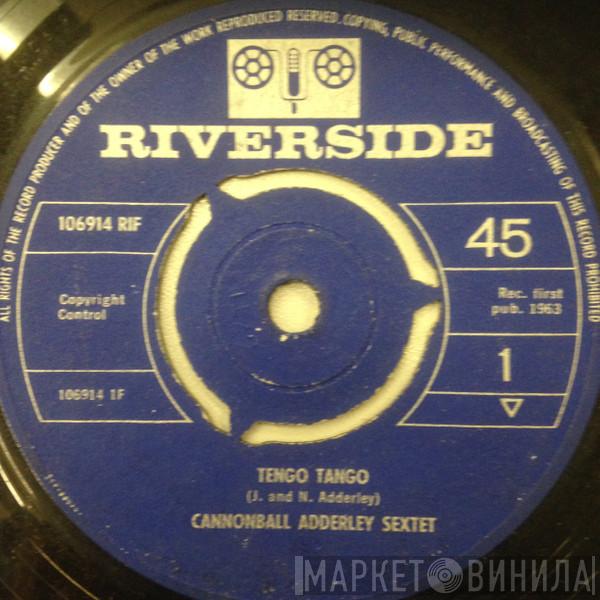 ALL RIGHTS OF THE RECORD PRODUCER AND OF THE OWNER OF THE WORK REPRODUCED RESERVED. COPYING, PUBLIC PERFORMANCE AND BROADCASTING OF THIS RECORD PROHIBITED
RIVERSIDE
106914 RIF
45
Copyright
Control
Rec. first
pub. 1963
106914 1F
1
TENGO TANGO
(J. and N. Adderley)
CANNONBALL ADDERLEY SEXTET
МАРКЕТ ВИНИЛА